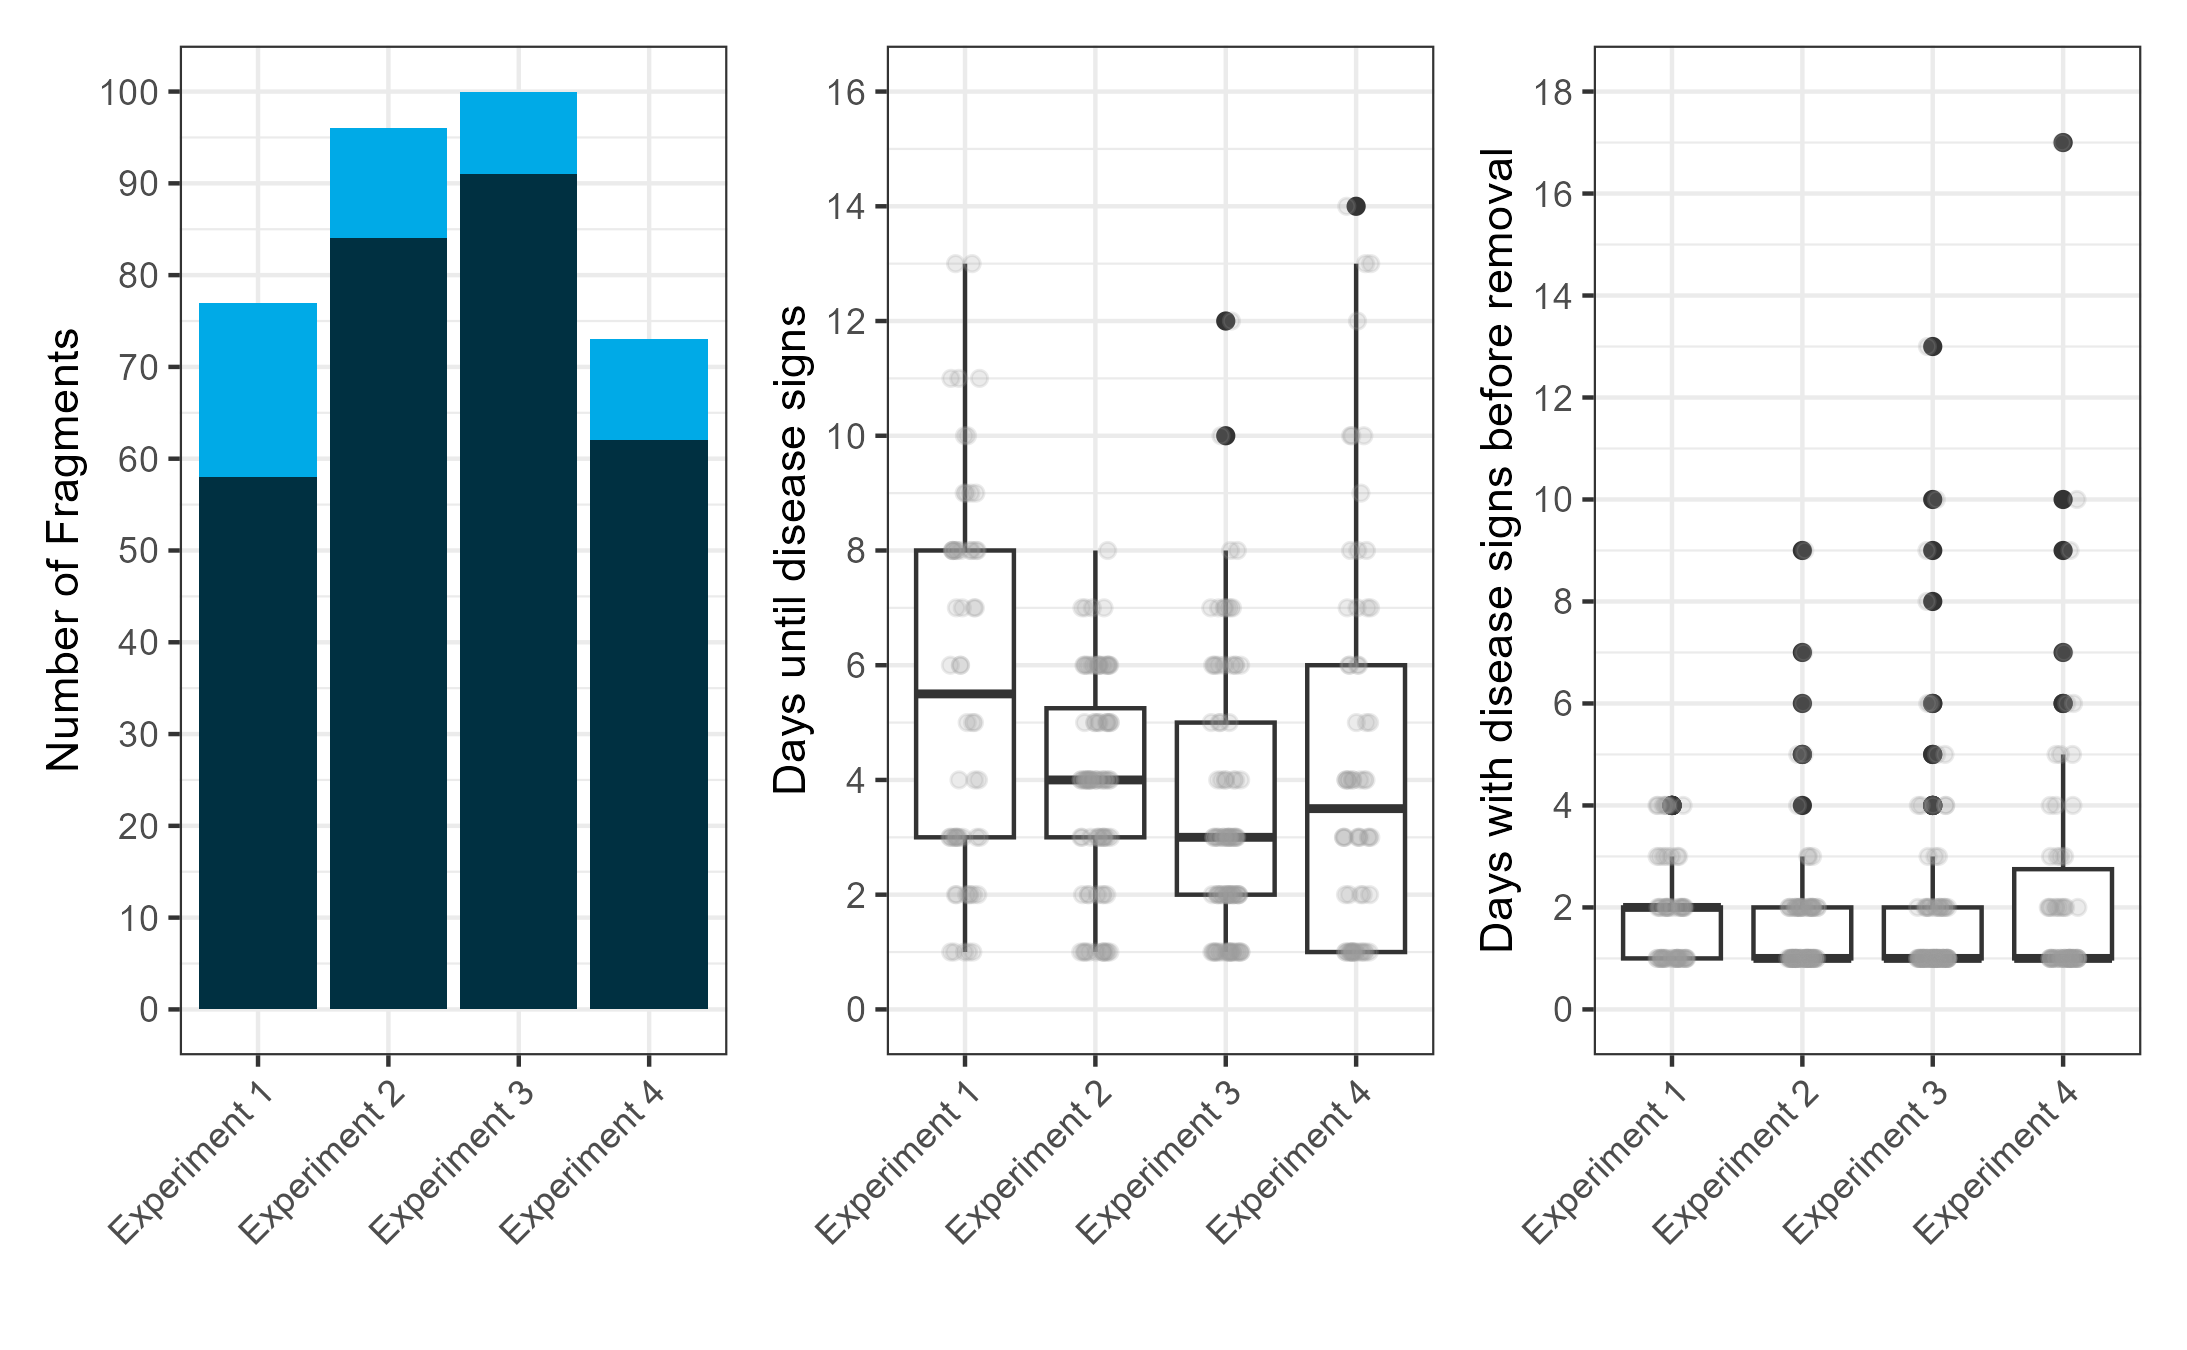 Number of Fragments
100
90
80
70
60
50
40
30
20
10
0
Experiment 1
Experiment 2
Experiment 3
Experiment 4
Days until disease signs
16
14
12
10
8
6
4
2
0
Experiment 1
Experiment 2
Experiment 3
Experiment 4
Days with disease signs before removal
18
16
14
12
10
8
6
4
2
0
Experiment 1
Experiment 2
Experiment 3
Experiment 4